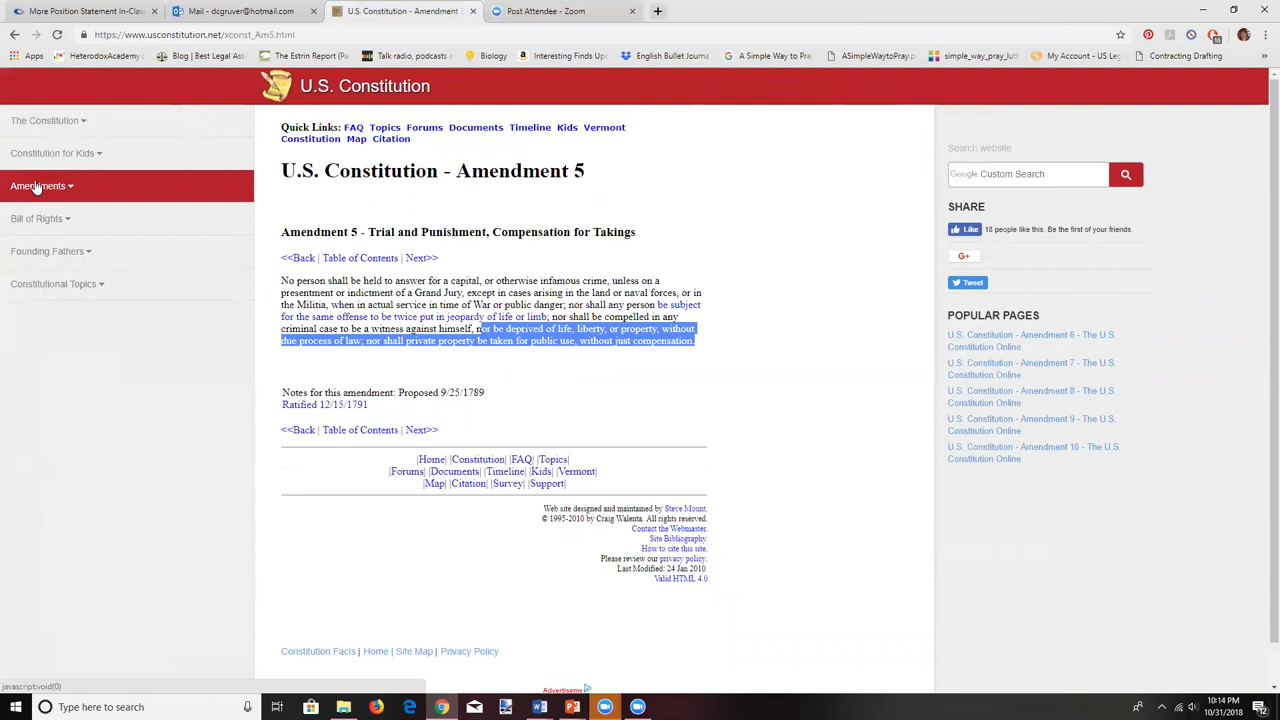 More Position Statement In-Class
U.S. Constitution - Amendment 5
Zoom
https://www.usconstitution.net/xconst_Am5.html
Apps
HeterodoxAcademy.o
Blog | Best Legal Asse
The Estrin Report | Pa
Talk radio, podcasts a
Biology
Interesting Finds Upd
English Bullmastiff
A Simple Way to Pra
ASimpleWaytoPray.p
simple_way_pray_luth
My Account - US Leg
Contracting Drafting
»
U.S. Constitution
The Constitution
Constitution for Kids
Amendments
Bill of Rights
Founding Fathers
Constitutional Topics
Quick Links: FAQ Topics Forums Documents Timeline Kids Vermont
Constitution Map Citation
U.S. Constitution - Amendment 5
Amendment 5 - Trial and Punishment, Compensation for Takings
<<Back | Table of Contents | Next>>
No person shall be held to answer for a capital, or otherwise infamous crime, unless on a
presentment or indictment of a Grand Jury, except in cases arising in the land or naval forces, or in
the Militia, when in actual service in time of War or public danger; nor shall any person be subject
for the same offense to be twice put in jeopardy of life or limb; nor shall be compelled in any
criminal case to be a witness against himself, nor be deprived of life, liberty, or property, without
due process of law; nor shall private property be taken for public use, without just compensation.
Notes for this amendment: Proposed 9/25/1789
Ratified 12/15/1791
<<Back | Table of Contents | Next>>
|Home| |Constitution| |FAQ| |Topics|
|Forums| |Documents| |Timeline| |Kids| |Vermont|
|Map| |Citation| |Survey| |Support|
Web site designed and maintained by Steve Mount.
© 1995-2010 by Craig Walenta. All rights reserved.
Contact the Webmaster.
Site Bibliography.
How to cite this site.
Please review our privacy policy.
Last Modified: 24 Jan 2010
Valid HTML 4.0
Constitution Facts | Home | Site Map | Privacy Policy
Advertiseme
Search website
Google Custom Search
SHARE
Like 18 people like this. Be the first of your friends.
G+
Tweet
POPULAR PAGES
U.S. Constitution - Amendment 6 - The U.S.
Constitution Online
U.S. Constitution - Amendment 7 - The U.S.
Constitution Online
U.S. Constitution - Amendment 8 - The U.S.
Constitution Online
U.S. Constitution - Amendment 9 - The U.S.
Constitution Online
U.S. Constitution - Amendment 10 - The U.S.
Constitution Online
javascript:void(0)
Type here to search
10:14 PM
10/31/2018